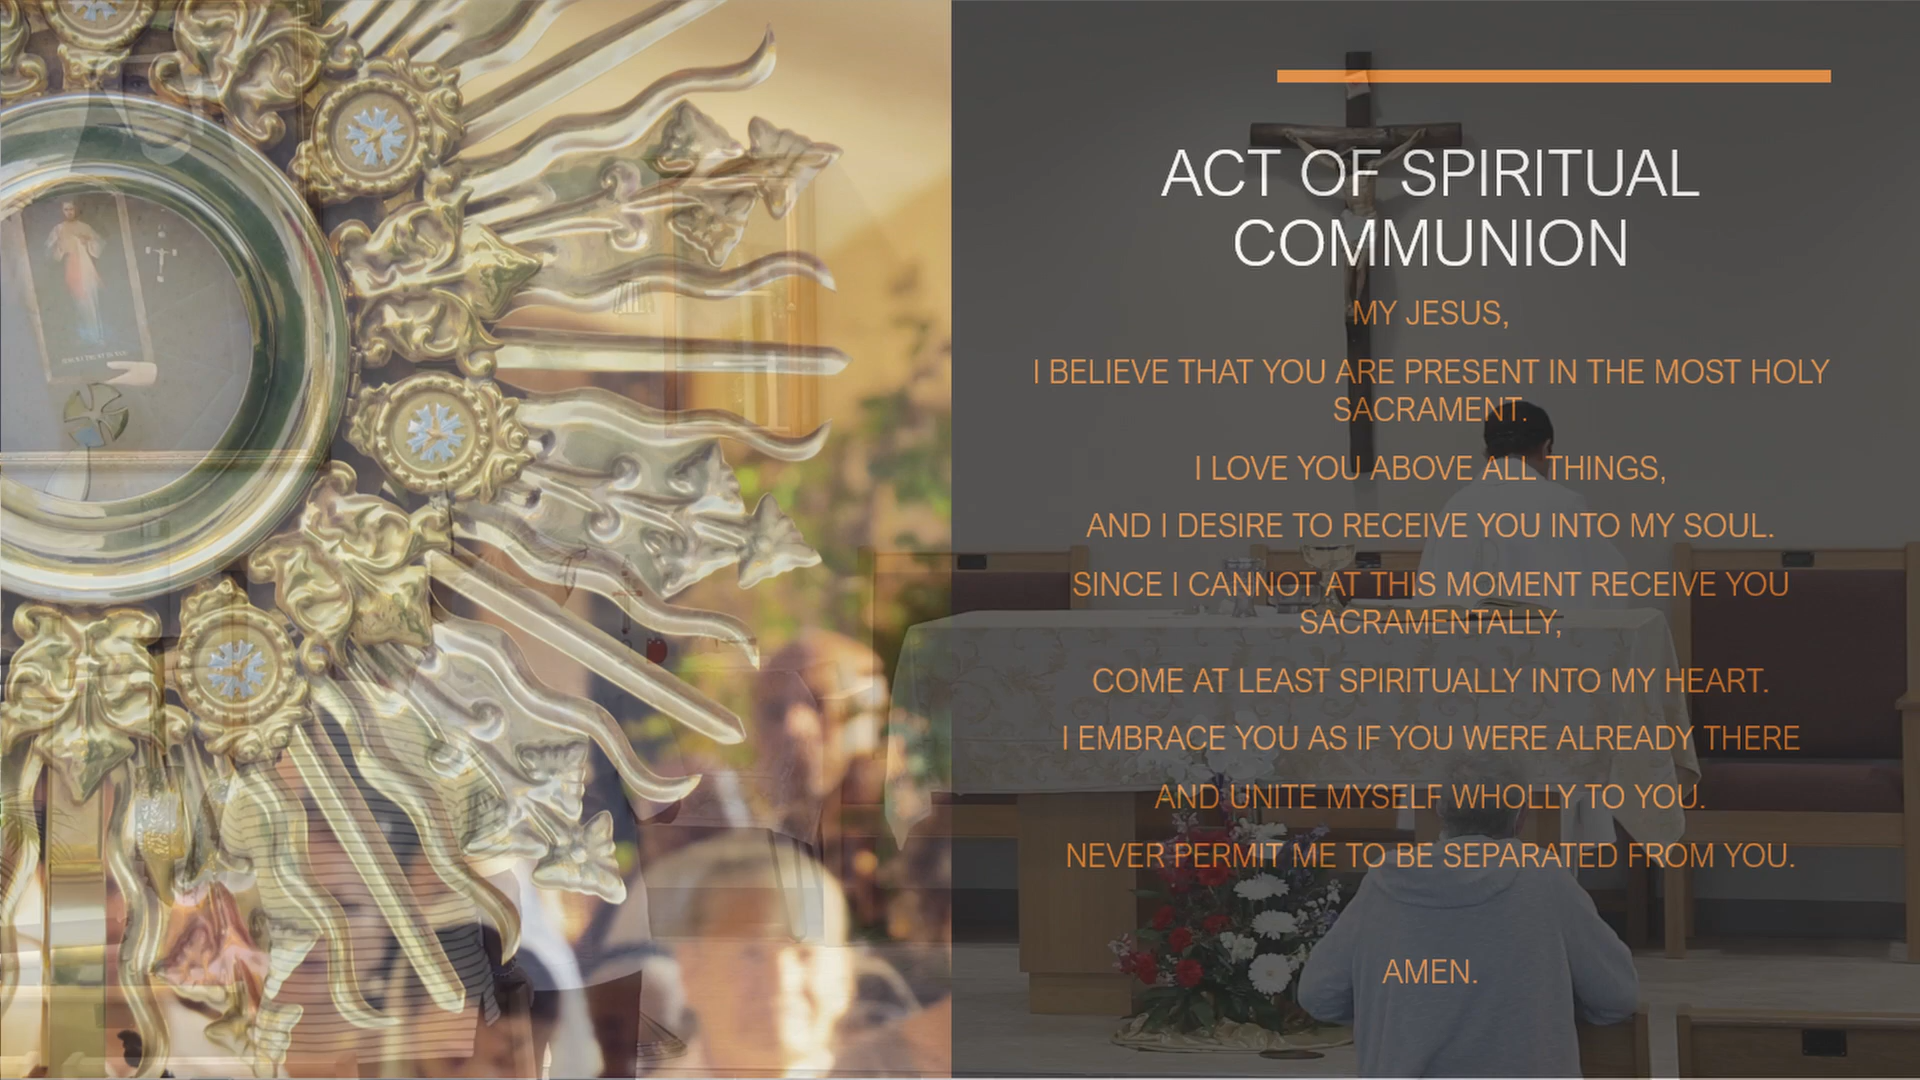 ACT OF SPIRITUAL
COMMUNION
MY JESUS,
I BELIEVE THAT YOU ARE PRESENT IN THE MOST HOLY
SACRAMENT.
I LOVE YOU ABOVE ALL THINGS,
AND I DESIRE TO RECEIVE YOU INTO MY SOUL.
SINCE I CANNOT AT THIS MOMENT RECEIVE YOU
SACRAMENTALLY,
COME AT LEAST SPIRITUALLY INTO MY HEART.
I EMBRACE YOU AS IF YOU WERE ALREADY THERE
AND UNITE MYSELF WHOLLY TO YOU.
NEVER PERMIT ME TO BE SEPARATED FROM YOU.
AMEN.